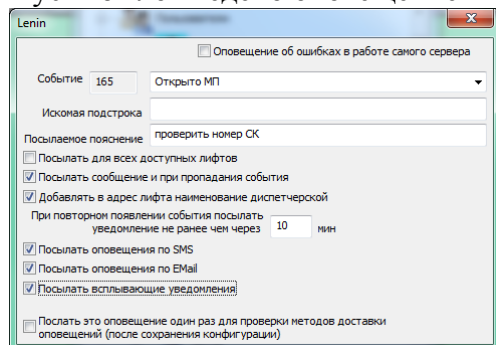 Lenin
Оповещение об ошибках в работе самого сервера
Событие 165 Открыто МП
Искомая подстрока
Посылаемое пояснение проверить номер СК
Посылать для всех доступных лифтов
Посылать сообщение и при пропадания события
Добавлять в адрес лифта наименование диспетчерской
При повторном появлении события посылать
уведомление не ранее чем через 10 мин
Посылать оповещения по SMS
Посылать оповещения по EMail
Посылать всплывающие уведомления
Послать это оповещение один раз для проверки методов доставки
оповещений (после сохранения конфигурации)